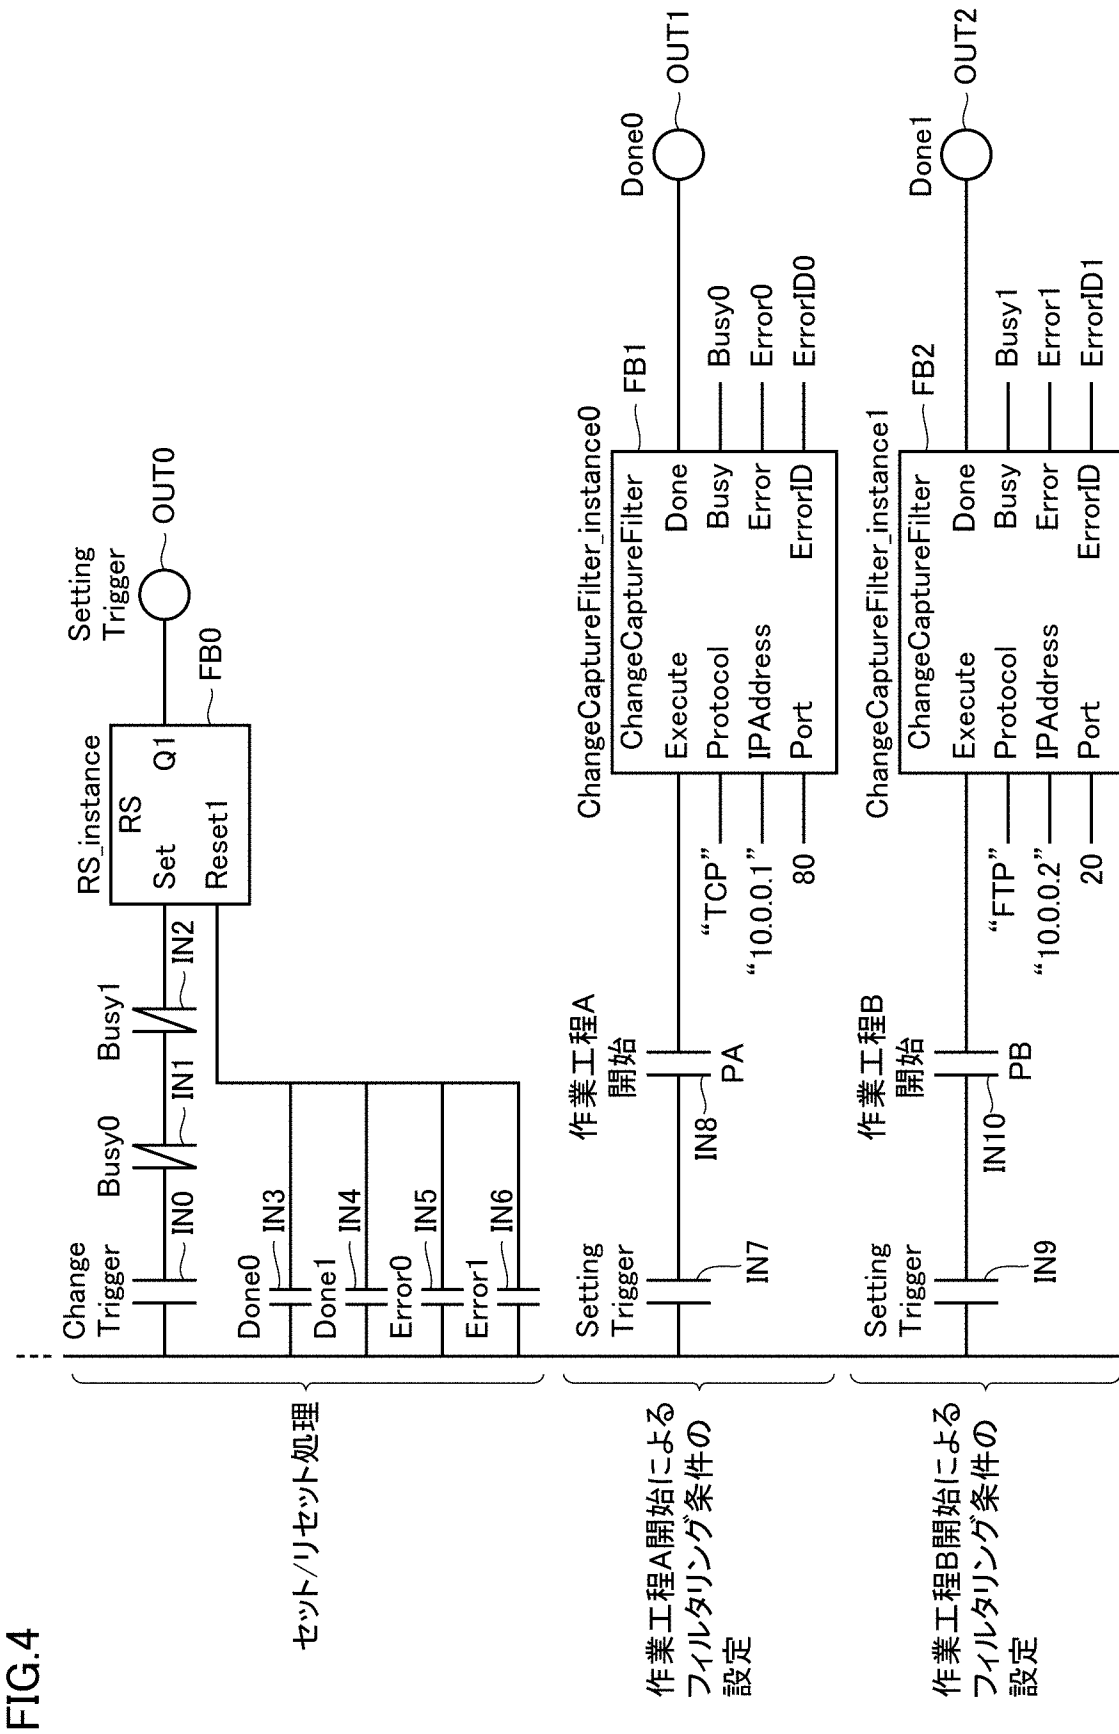 FIG.4
セット/リセット処理
Change
Trigger
IN0
Busy0
IN1
Busy1
IN2
RS_instance
RS
Set
Q1
Reset1
FB0
Setting
Trigger
OUT0
Done0
IN3
Done1
IN4
Error0
IN5
Error1
IN6
作業工程A開始による
フィルタリング条件の
設定
Setting
Trigger
IN7
作業工程A
開始
IN8
PA
“TCP”
“10.0.0.1”
80
ChangeCaptureFilter_instance0
ChangeCaptureFilter
Execute
Done
Protocol
Busy
IPAddress
Error
Port
ErrorID
FB1
Busy0
Error0
ErrorID0
Done0
OUT1
作業工程B開始による
フィルタリング条件の
設定
Setting
Trigger
IN9
作業工程B
開始
IN10
PB
“FTP”
“10.0.0.2”
20
ChangeCaptureFilter_instance1
ChangeCaptureFilter
Execute
Done
Protocol
Busy
IPAddress
Error
Port
ErrorID
FB2
Busy1
Error1
ErrorID1
Done1
OUT2